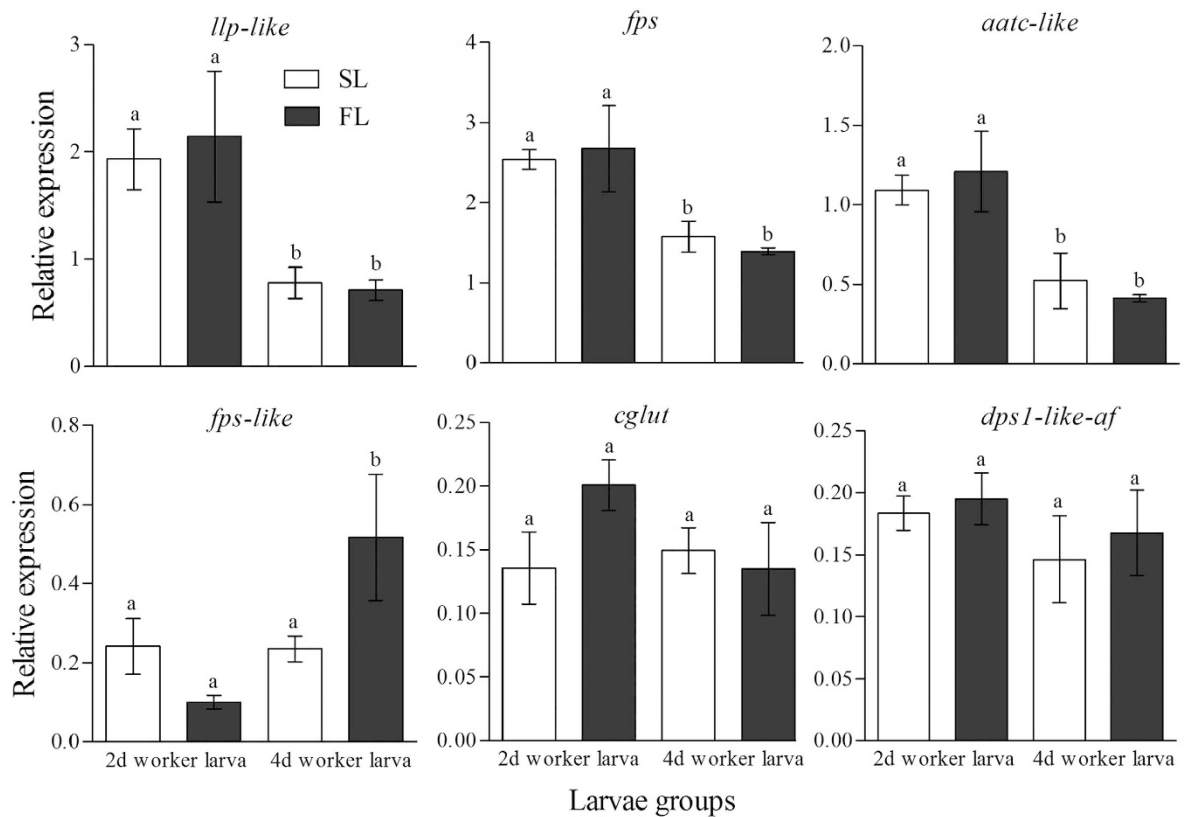 llp-like
3
2
1
0
Relative expression
a
a
b
b
SL
FL
fps
4
3
2
1
0
a
a
b
b
aatc-like
2.0
1.5
1.0
0.5
0.0
a
a
b
b
fps-like
0.8
0.6
0.4
0.2
0.0
Relative expression
a
a
a
b
2d worker larva 4d worker larva
cglut
0.25
0.20
0.15
0.10
0.05
0.00
a
a
a
a
2d worker larva 4d worker larva
dps1-like-af
0.25
0.20
0.15
0.10
0.05
0.00
a
a
a
a
2d worker larva 4d worker larva
Larvae groups